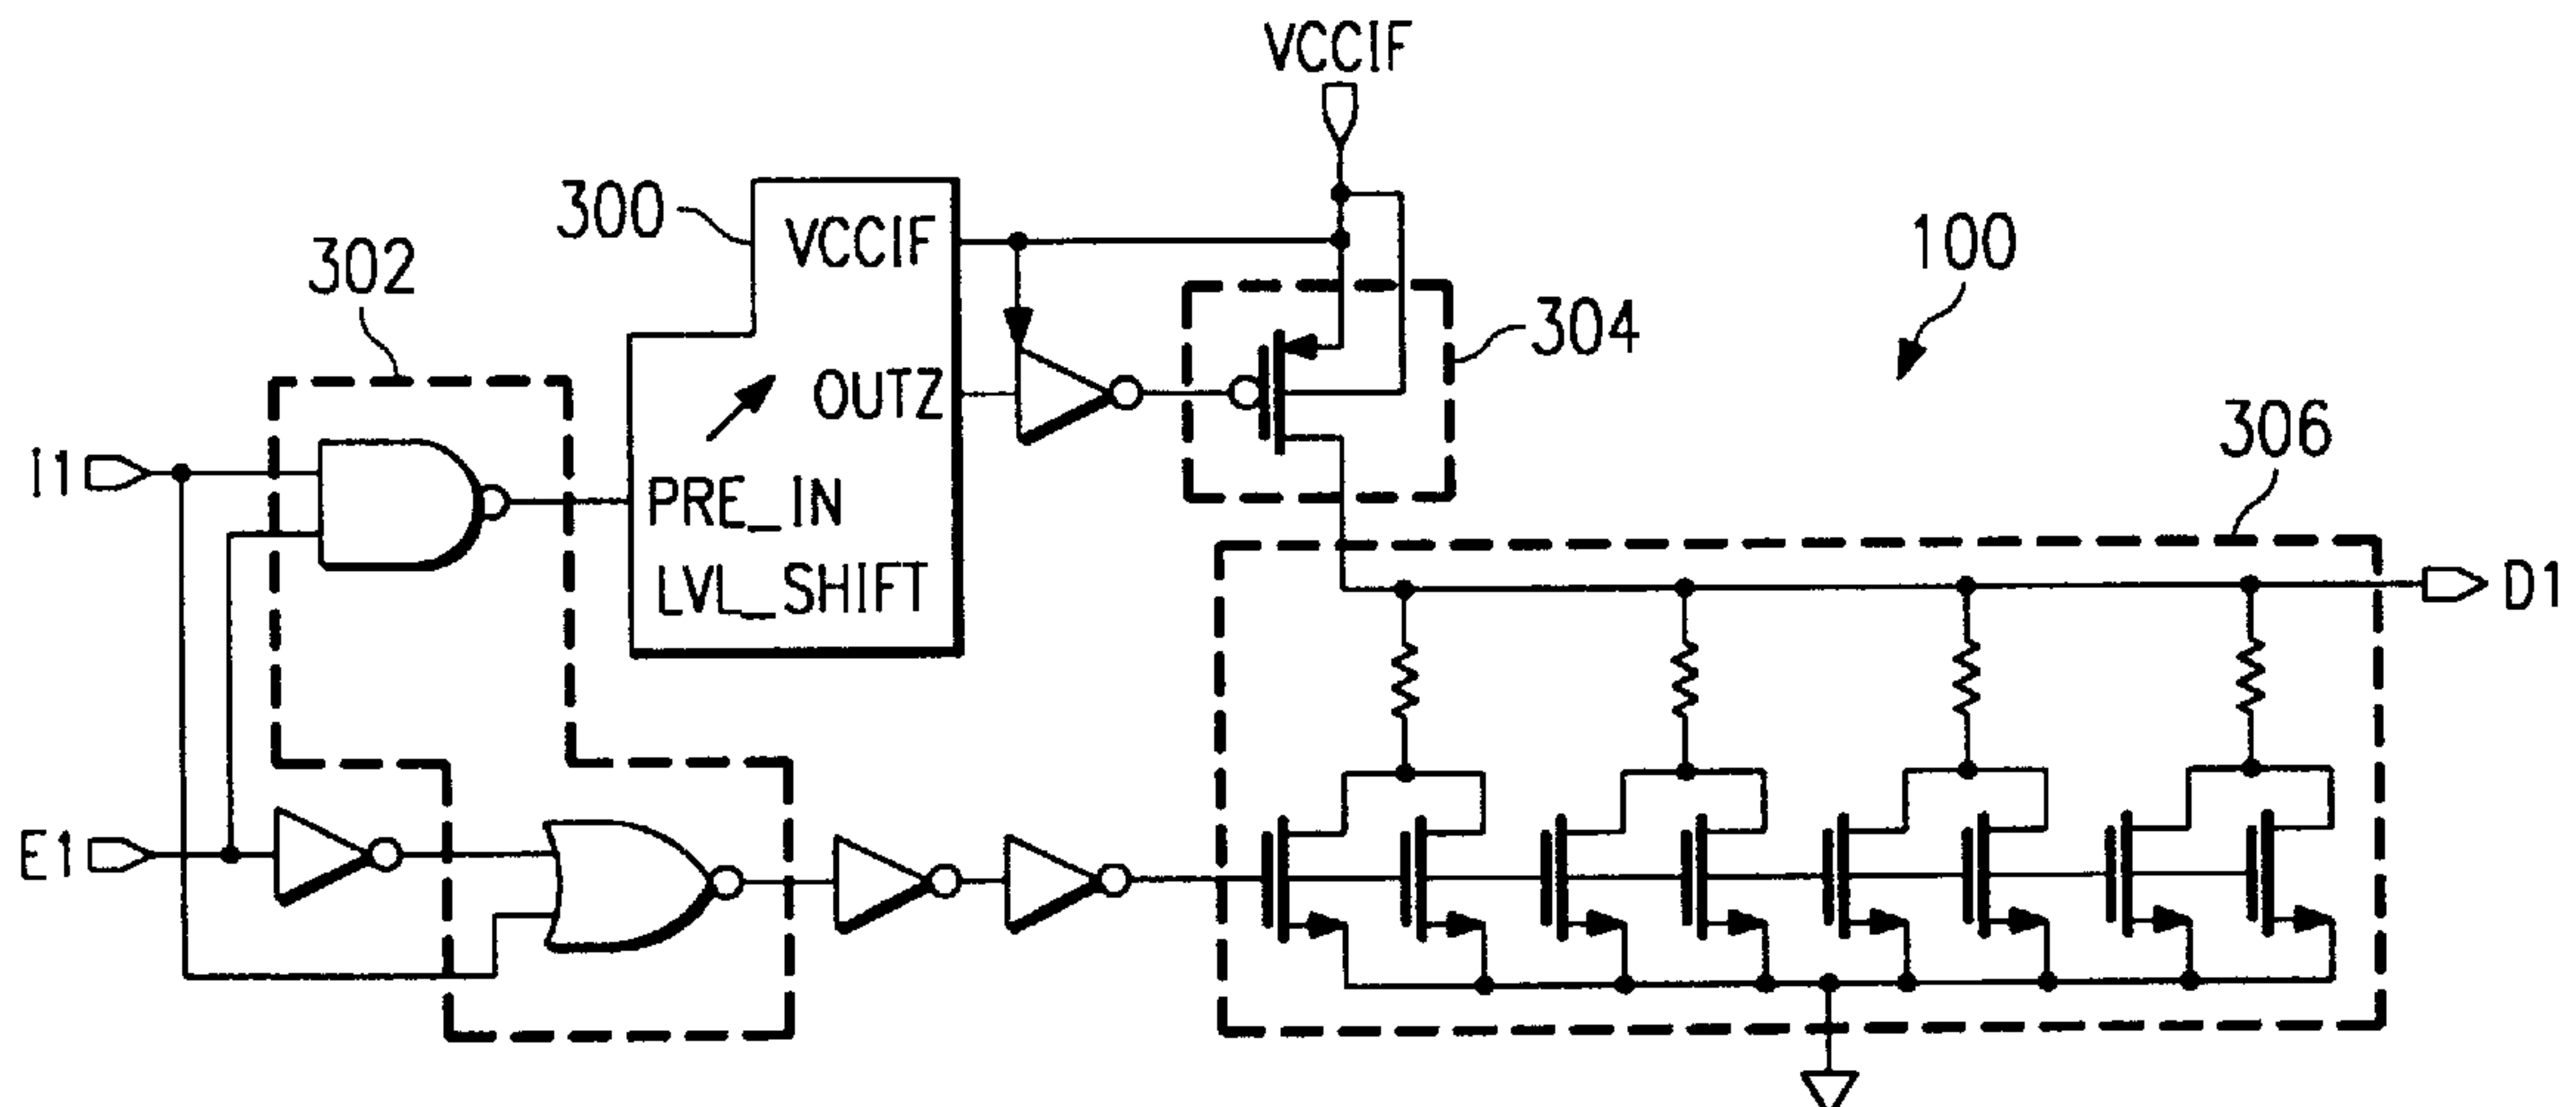 VCCIF
300
VCCIF
302
100
304
OUTZ
306
I1
PRE_IN
LVL_SHIFT
D1
E1